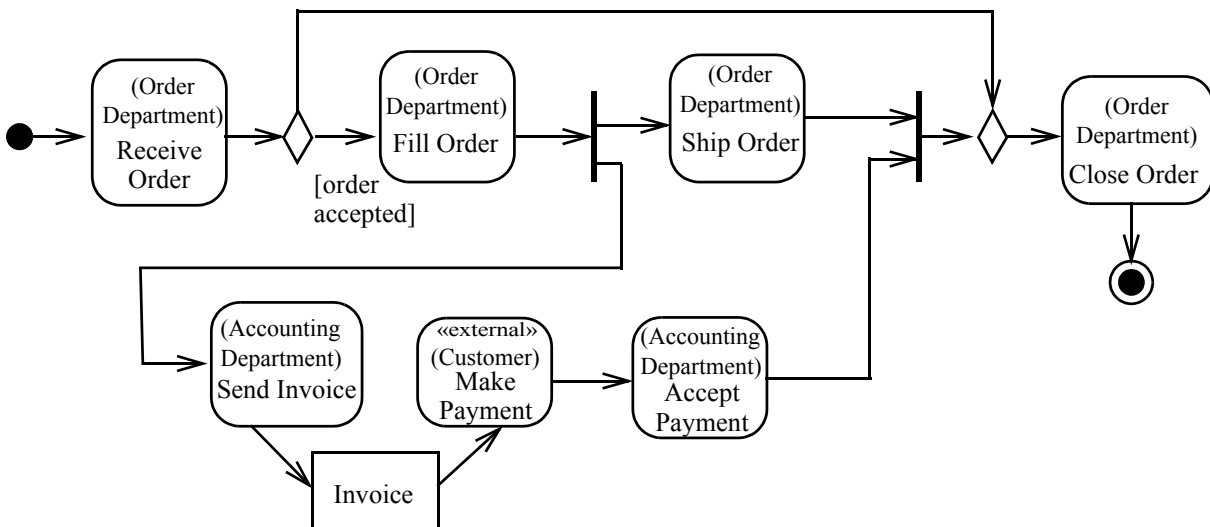 (Order
Department)
Receive
Order
[order
accepted]
(Order
Department)
Fill Order
(Order
Department)
Ship Order
(Order
Department)
Close Order
(Accounting
Department)
Send Invoice
Invoice
«external»
(Customer)
Make
Payment
(Accounting
Department)
Accept
Payment